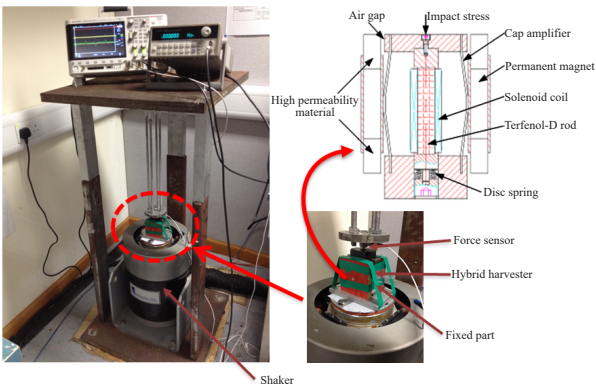 Air gap
Impact stress
Cap amplifier
Permanent magnet
High permeability
material
Solenoid coil
Terfenol-D rod
Disc spring
Force sensor
Hybrid harvester
Fixed part
Shaker